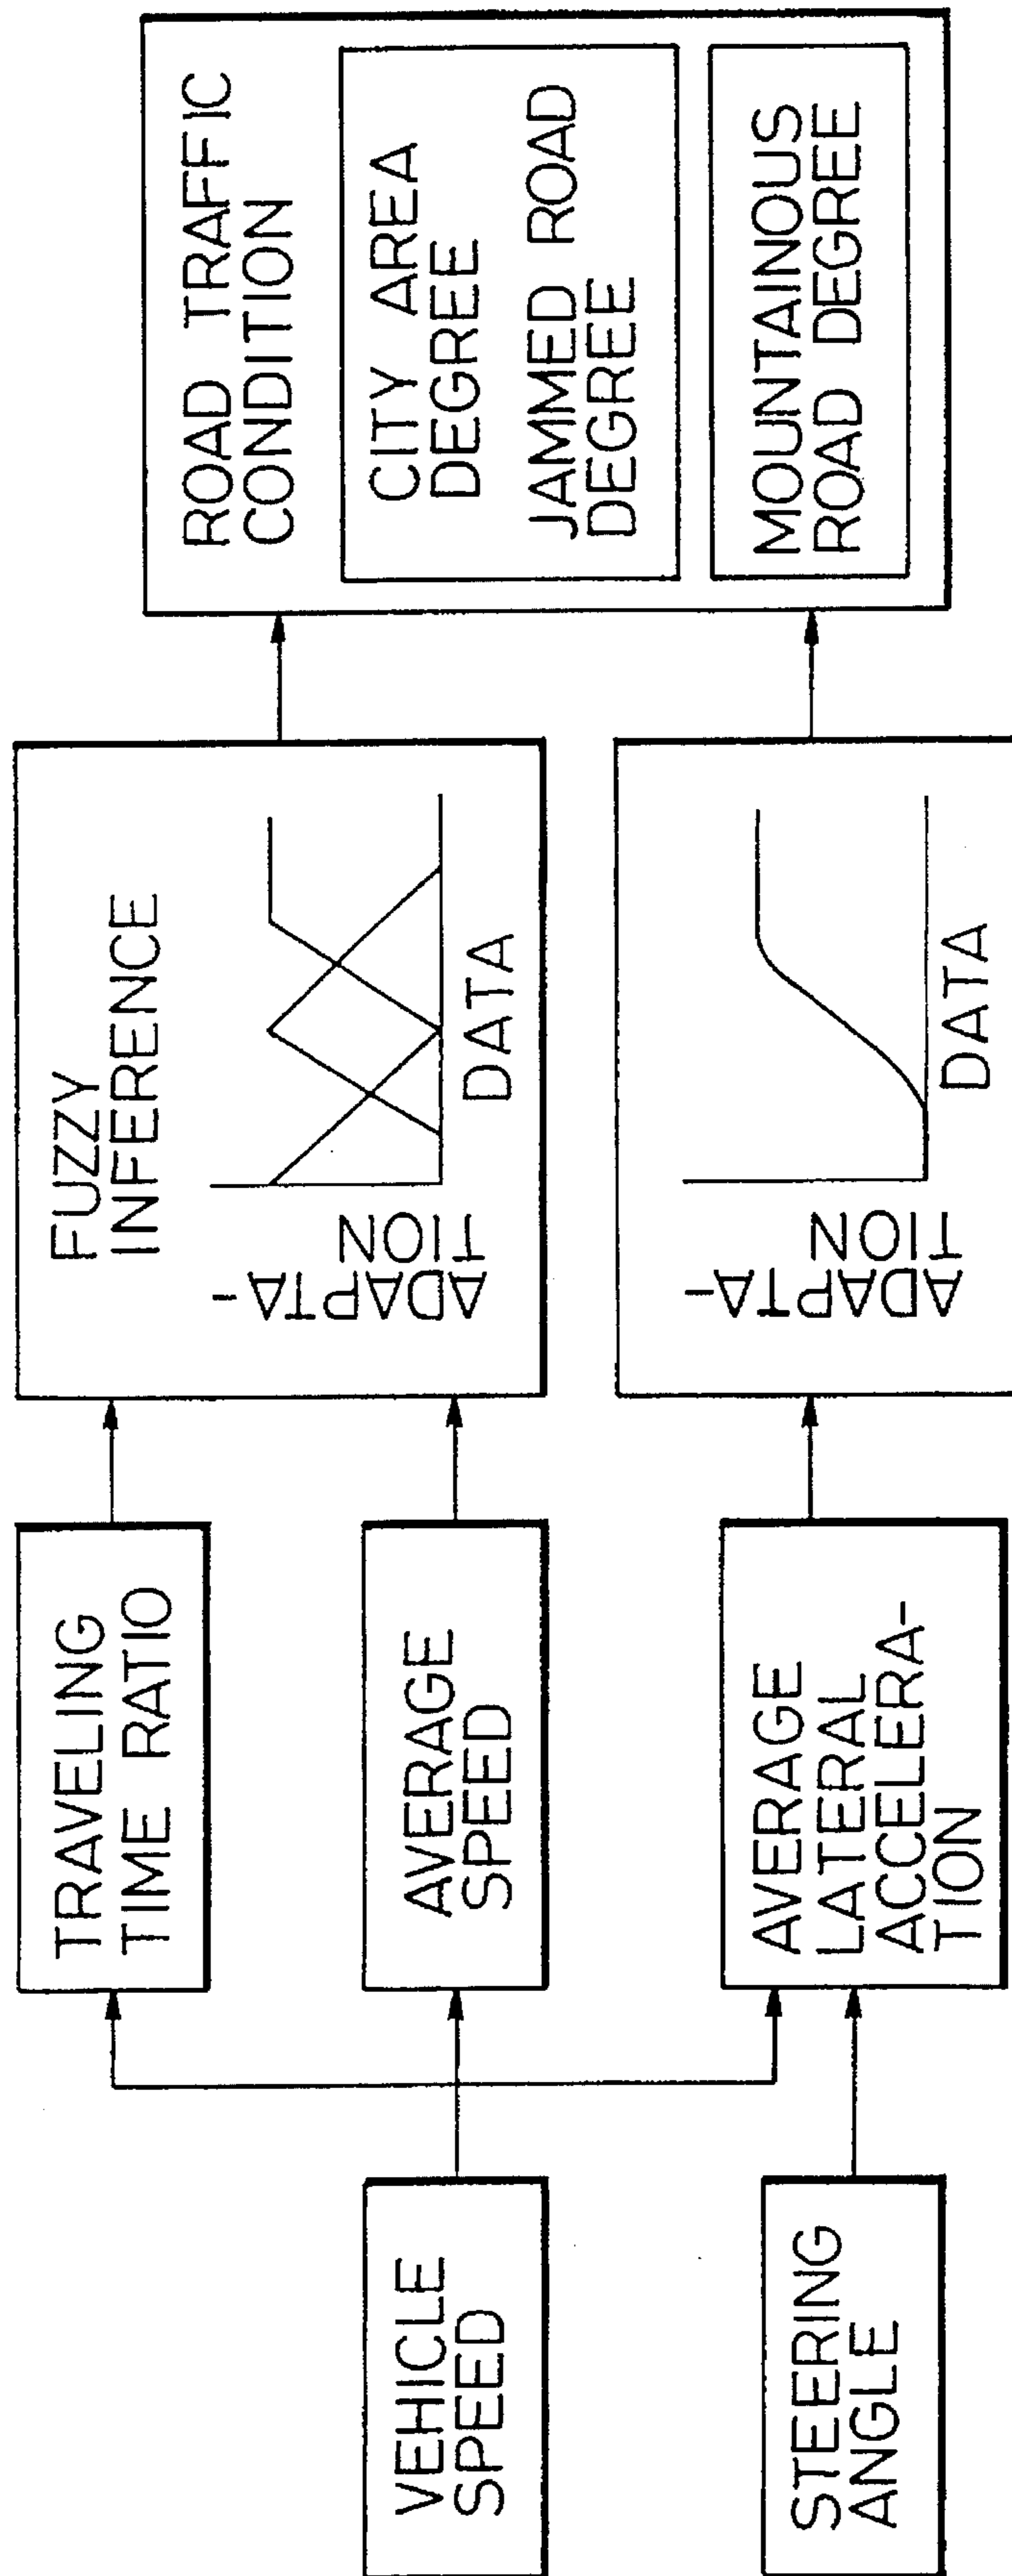 VEHICLE
SPEED
STEERING
ANGLE
TRAVELING
TIME RATIO
AVERAGE
SPEED
AVERAGE
LATERAL
ACCELERA-
TION
FUZZY
INFERENCE
ADAPTA-
TION
DATA
ADAPTA-
TION
DATA
ROAD TRAFFIC
CONDITION
CITY AREA
DEGREE
JAMMED ROAD
DEGREE
MOUNTAINOUS
ROAD DEGREE